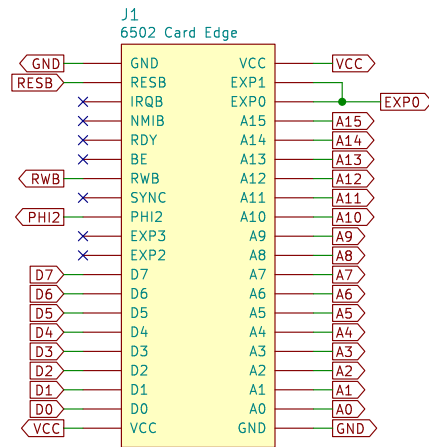 J1
6502 Card Edge
GND GND VCC VCC
RESB RESB EXP1
IRQB EXP0 EXP0
NMIB A15 A15
RDY A14 A14
BE A13 A13
RWB RWB A12 A12
SYNC A11 A11
PHI2 PHI2 A10 A10
EXP3 A9 A9
EXP2 A8 A8
D7 D7 A7 A7
D6 D6 A6 A6
D5 D5 A5 A5
D4 D4 A4 A4
D3 D3 A3 A3
D2 D2 A2 A2
D1 D1 A1 A1
D0 D0 A0 A0
VCC VCC GND GND